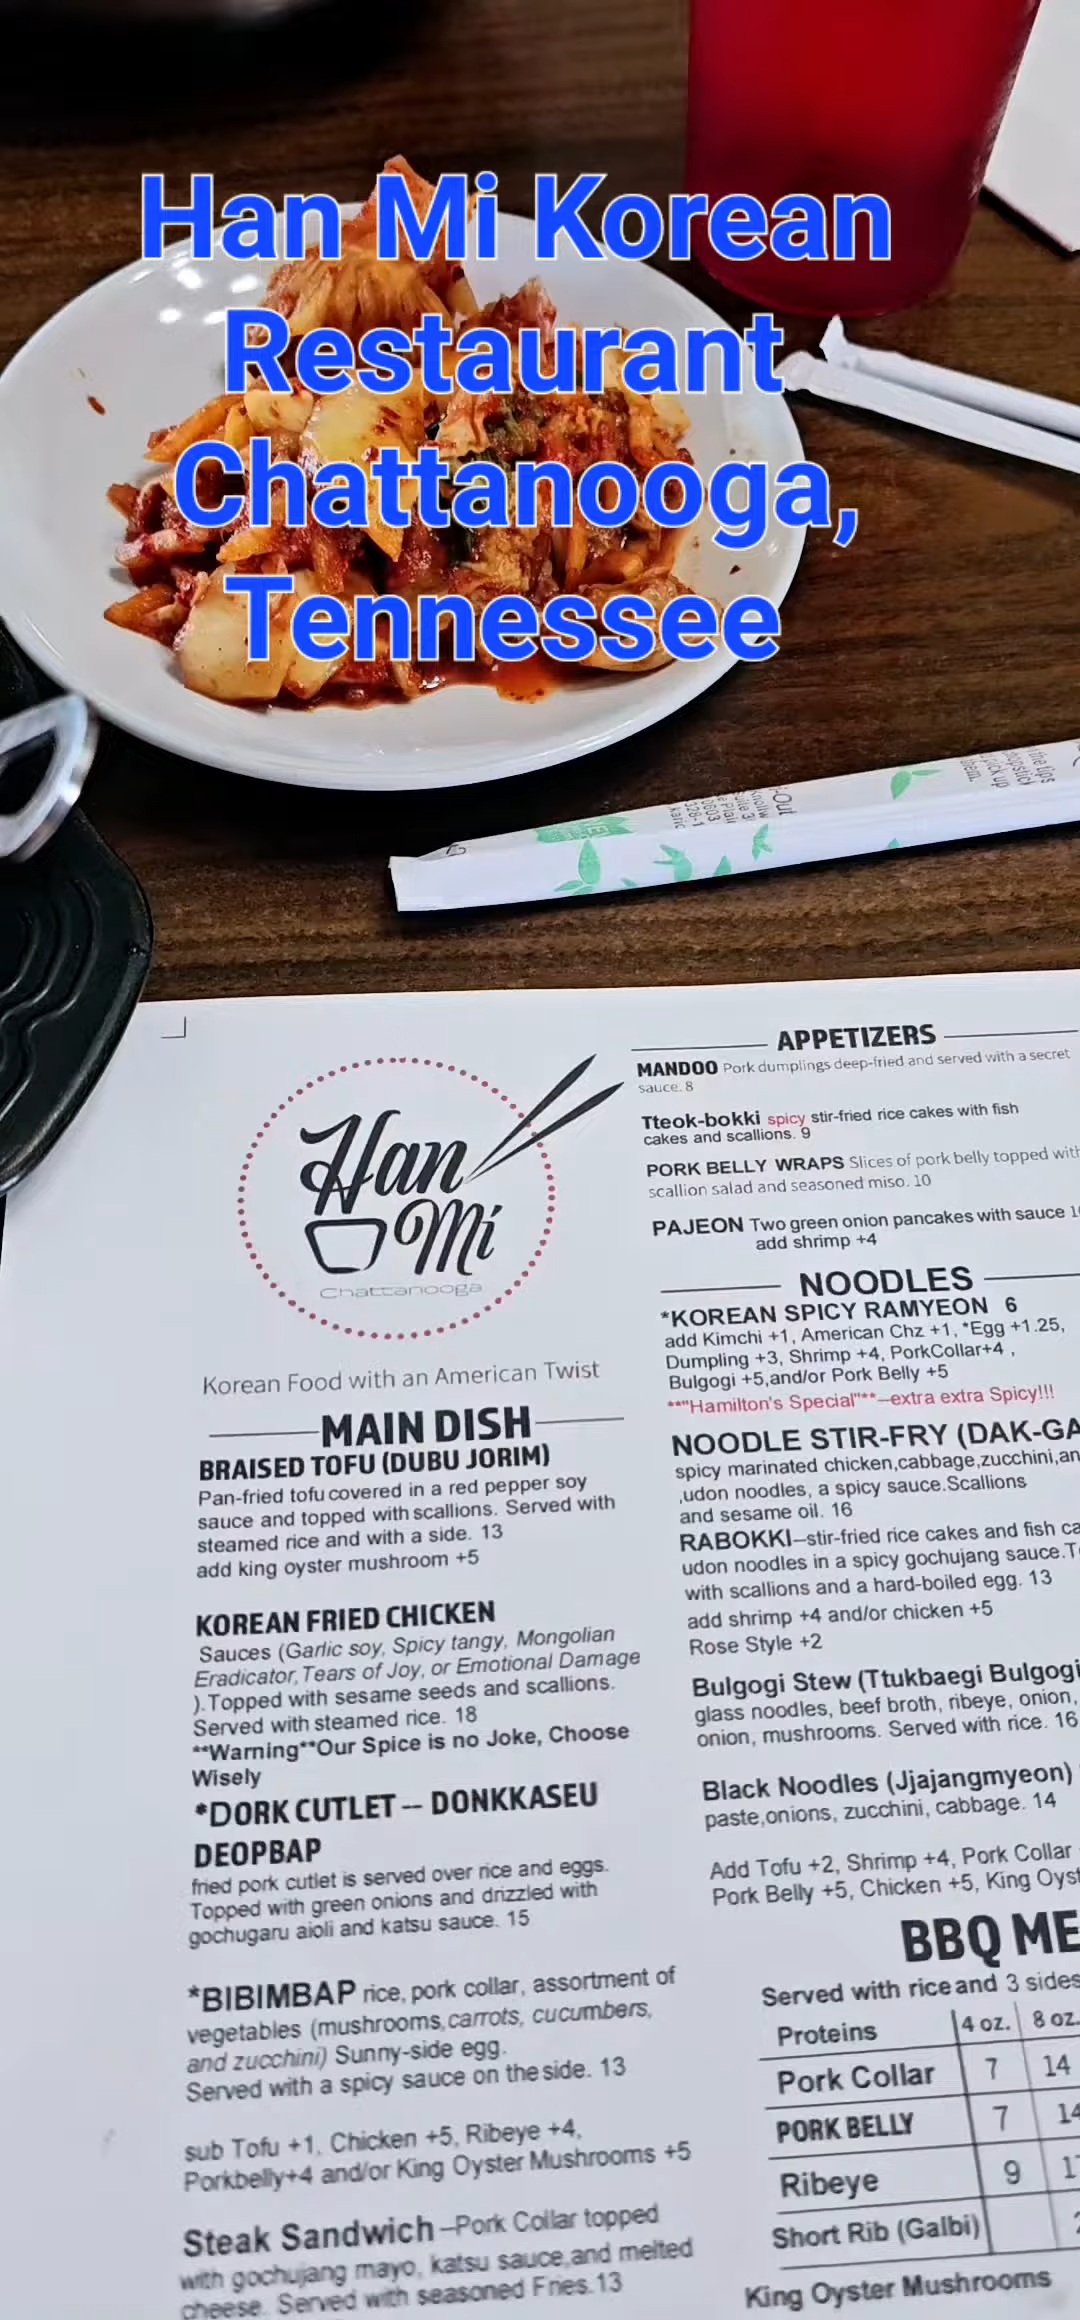 Han Mi Korean
Restaurant
Chattanooga,
Tennessee
the tips
chopstick
pick up
them.
Han
Mi
Chattanooga
Korean Food with an American Twist
MAIN DISH
BRAISED TOFU (DUBU JORIM)
Pan-fried tofu covered in a red pepper soy
sauce and topped with scallions. Served with
steamed rice and with a side. 13
add king oyster mushroom +5
KOREAN FRIED CHICKEN
Sauces (Garlic soy, Spicy tangy, Mongolian
Eradicator, Tears of Joy, or Emotional Damage
).Topped with sesame seeds and scallions.
Served with steamed rice. 18
**Warning**Our Spice is no Joke, Choose
Wisely
*DORK CUTLET -- DONKKASEU
DEOPBAP
fried pork cutlet is served over rice and eggs.
Topped with green onions and drizzled with
gochugaru aioli and katsu sauce. 15
*BIBIMBAP rice, pork collar, assortment of
vegetables (mushrooms,carrots, cucumbers,
and zucchini) Sunny-side egg.
Served with a spicy sauce on the side. 13
sub Tofu +1, Chicken +5, Ribeye +4,
Porkbelly+4 and/or King Oyster Mushrooms +5
Steak Sandwich –Pork Collar topped
with gochujang mayo, katsu sauce,and melted
cheese. Served with seasoned Fries.13
APPETIZERS
MANDOO Pork dumplings deep-fried and served with a secret
sauce. 8
Tteok-bokki spicy stir-fried rice cakes with fish
cakes and scallions. 9
PORK BELLY WRAPS Slices of pork belly topped with
scallion salad and seasoned miso. 10
PAJEON Two green onion pancakes with sauce
add shrimp +4
NOODLES
*KOREAN SPICY RAMYEON 6
add Kimchi +1, American Chz +1, *Egg +1.25,
Dumpling +3, Shrimp +4, PorkCollar+4 ,
Bulgogi +5,and/or Pork Belly +5
**"Hamilton's Special"**–extra extra Spicy!!!
NOODLE STIR-FRY (DAK-GA
spicy marinated chicken,cabbage,zucchini,an
,udon noodles, a spicy sauce.Scallions
and sesame oil. 16
RABOKKI–stir-fried rice cakes and fish ca
udon noodles in a spicy gochujang sauce.T
with scallions and a hard-boiled egg. 13
add shrimp +4 and/or chicken +5
Rose Style +2
Bulgogi Stew (Ttukbaegi Bulgogi
glass noodles, beef broth, ribeye, onion,
onion, mushrooms. Served with rice. 16
Black Noodles (Jjajangmyeon)
paste,onions, zucchini, cabbage. 14
Add Tofu +2, Shrimp +4, Pork Collar
Pork Belly +5, Chicken +5, King Oyst
BBQ ME
Served with rice and 3 sides
Proteins 4 oz. 8 oz.
Pork Collar 7 14
PORK BELLY 7 14
Ribeye 9
Short Rib (Galbi)
King Oyster Mushrooms